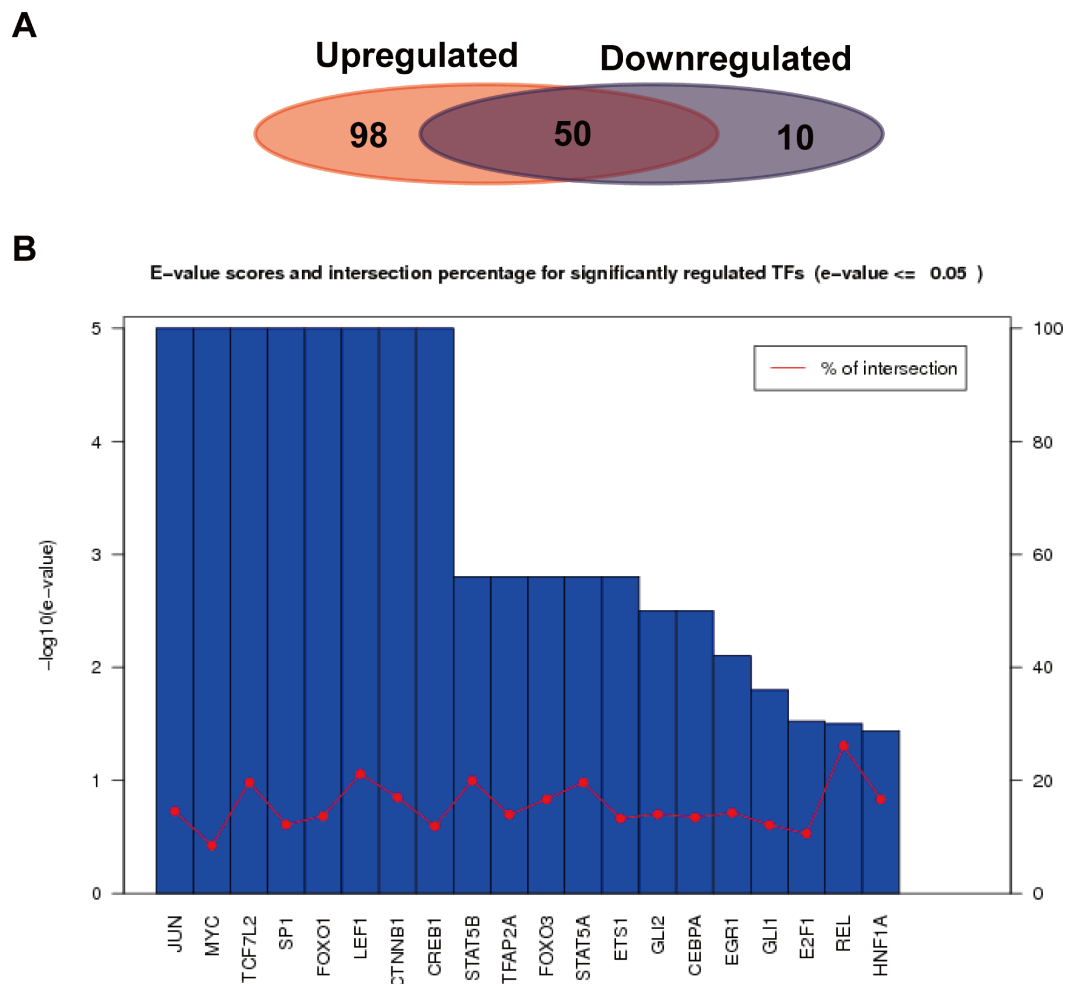 A
Upregulated
Downregulated
98
50
10
B
E−value scores and intersection percentage for significantly regulated TFs (e−value <= 0.05 )
5
4
3
2
1
0
−log10(e−value)
100
80
60
40
20
0
% of intersection
JUN
MYC
TCF7L2
SP1
FOXO1
LEF1
CTNNB1
CREB1
STAT5B
TFAP2A
FOXO3
STAT5A
ETS1
GLI2
CEBPA
EGR1
GLI1
E2F1
REL
HNF1A